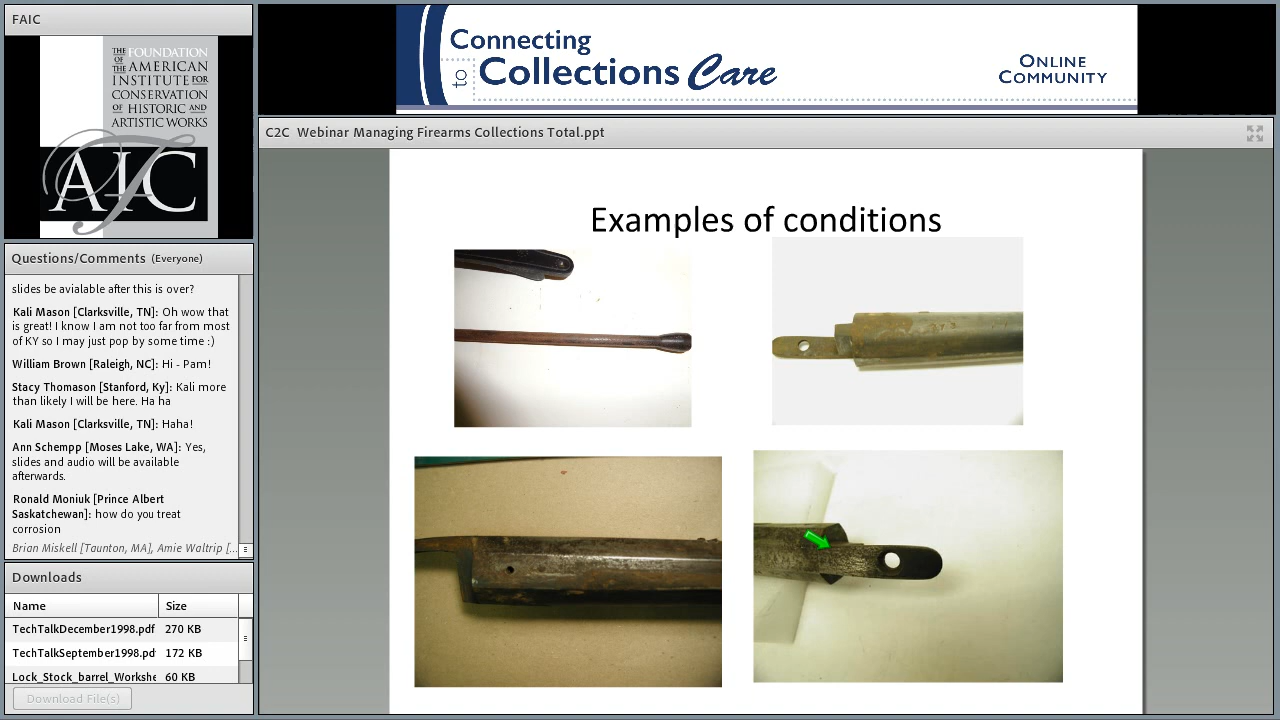 FAIC
THE FOUNDATION
OF THE AMERICAN
INSTITUTE FOR
CONSERVATION
OF HISTORIC AND
ARTISTIC WORKS
AIC
Connecting
to Collections Care
ONLINE
COMMUNITY
Questions/Comments (Everyone)
slides be avialable after this is over?
Kali Mason [Clarksville, TN]: Oh wow that
is great! I know I am not too far from most
of KY so I may just pop by some time :)
William Brown [Raleigh, NC]: Hi - Pam!
Stacy Thomason [Stanford, Ky]: Kali more
than likely I will be here. Ha ha
Kali Mason [Clarksville, TN]: Haha!
Ann Schempp [Moses Lake, WA]: Yes,
slides and audio will be available
afterwards.
Ronald Moniuk [Prince Albert
Saskatchewan]: how do you treat
corrosion
Brian Miskell [Taunton, MA], Amie Waltrip [...
Downloads
Name Size
TechTalkDecember1998.pdf 270 KB
TechTalkSeptember1998.pd 172 KB
Lock_Stock_barrel_Workshe 60 KB
Download File(s)
C2C Webinar Managing Firearms Collections Total.ppt
Examples of conditions